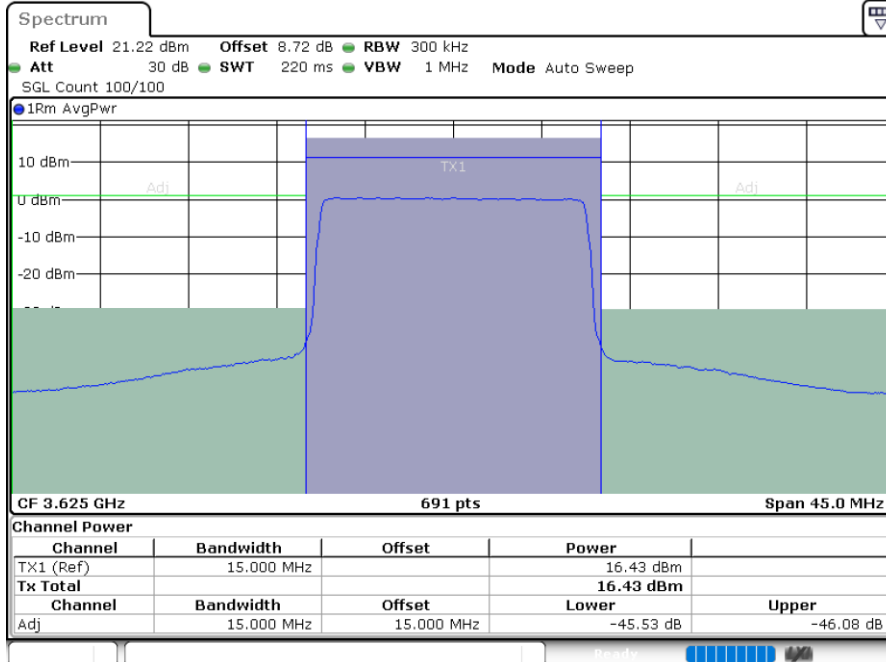 Spectrum
Ref Level 21.22 dBm Offset 8.72 dB RBW 300 kHz
Att 30 dB SWT 220 ms VBW 1 MHz Mode Auto Sweep
SGL Count 100/100
1Rm AvgPwr
10 dBm
TX1
Adj Adj
0 dBm
-10 dBm
-20 dBm
CF 3.625 GHz 691 pts Span 45.0 MHz
Channel Power
Channel Bandwidth Offset Power
TX1 (Ref) 15.000 MHz 16.43 dBm
Tx Total 16.43 dBm
Channel Bandwidth Offset Lower Upper
Adj 15.000 MHz 15.000 MHz -45.53 dB -46.08 dB
Ready